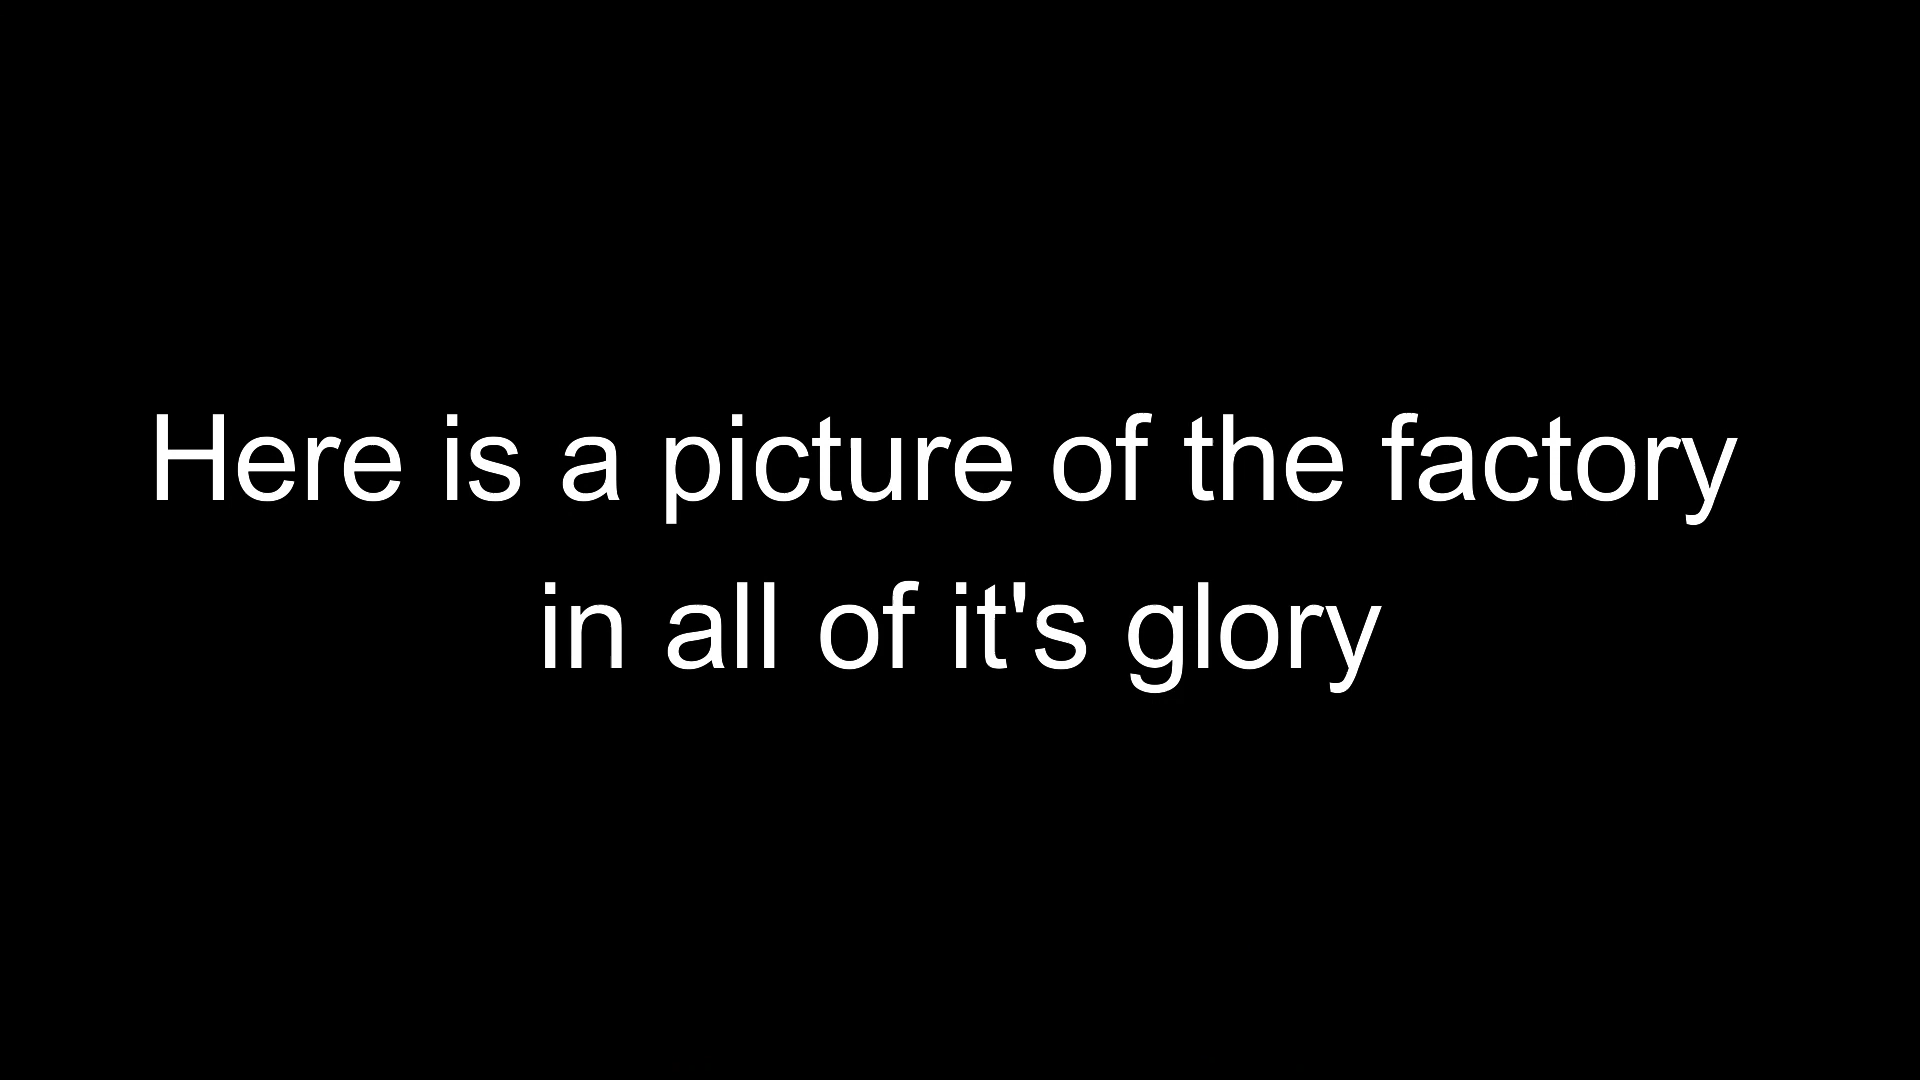 Here is a picture of the factory
in all of it's glory